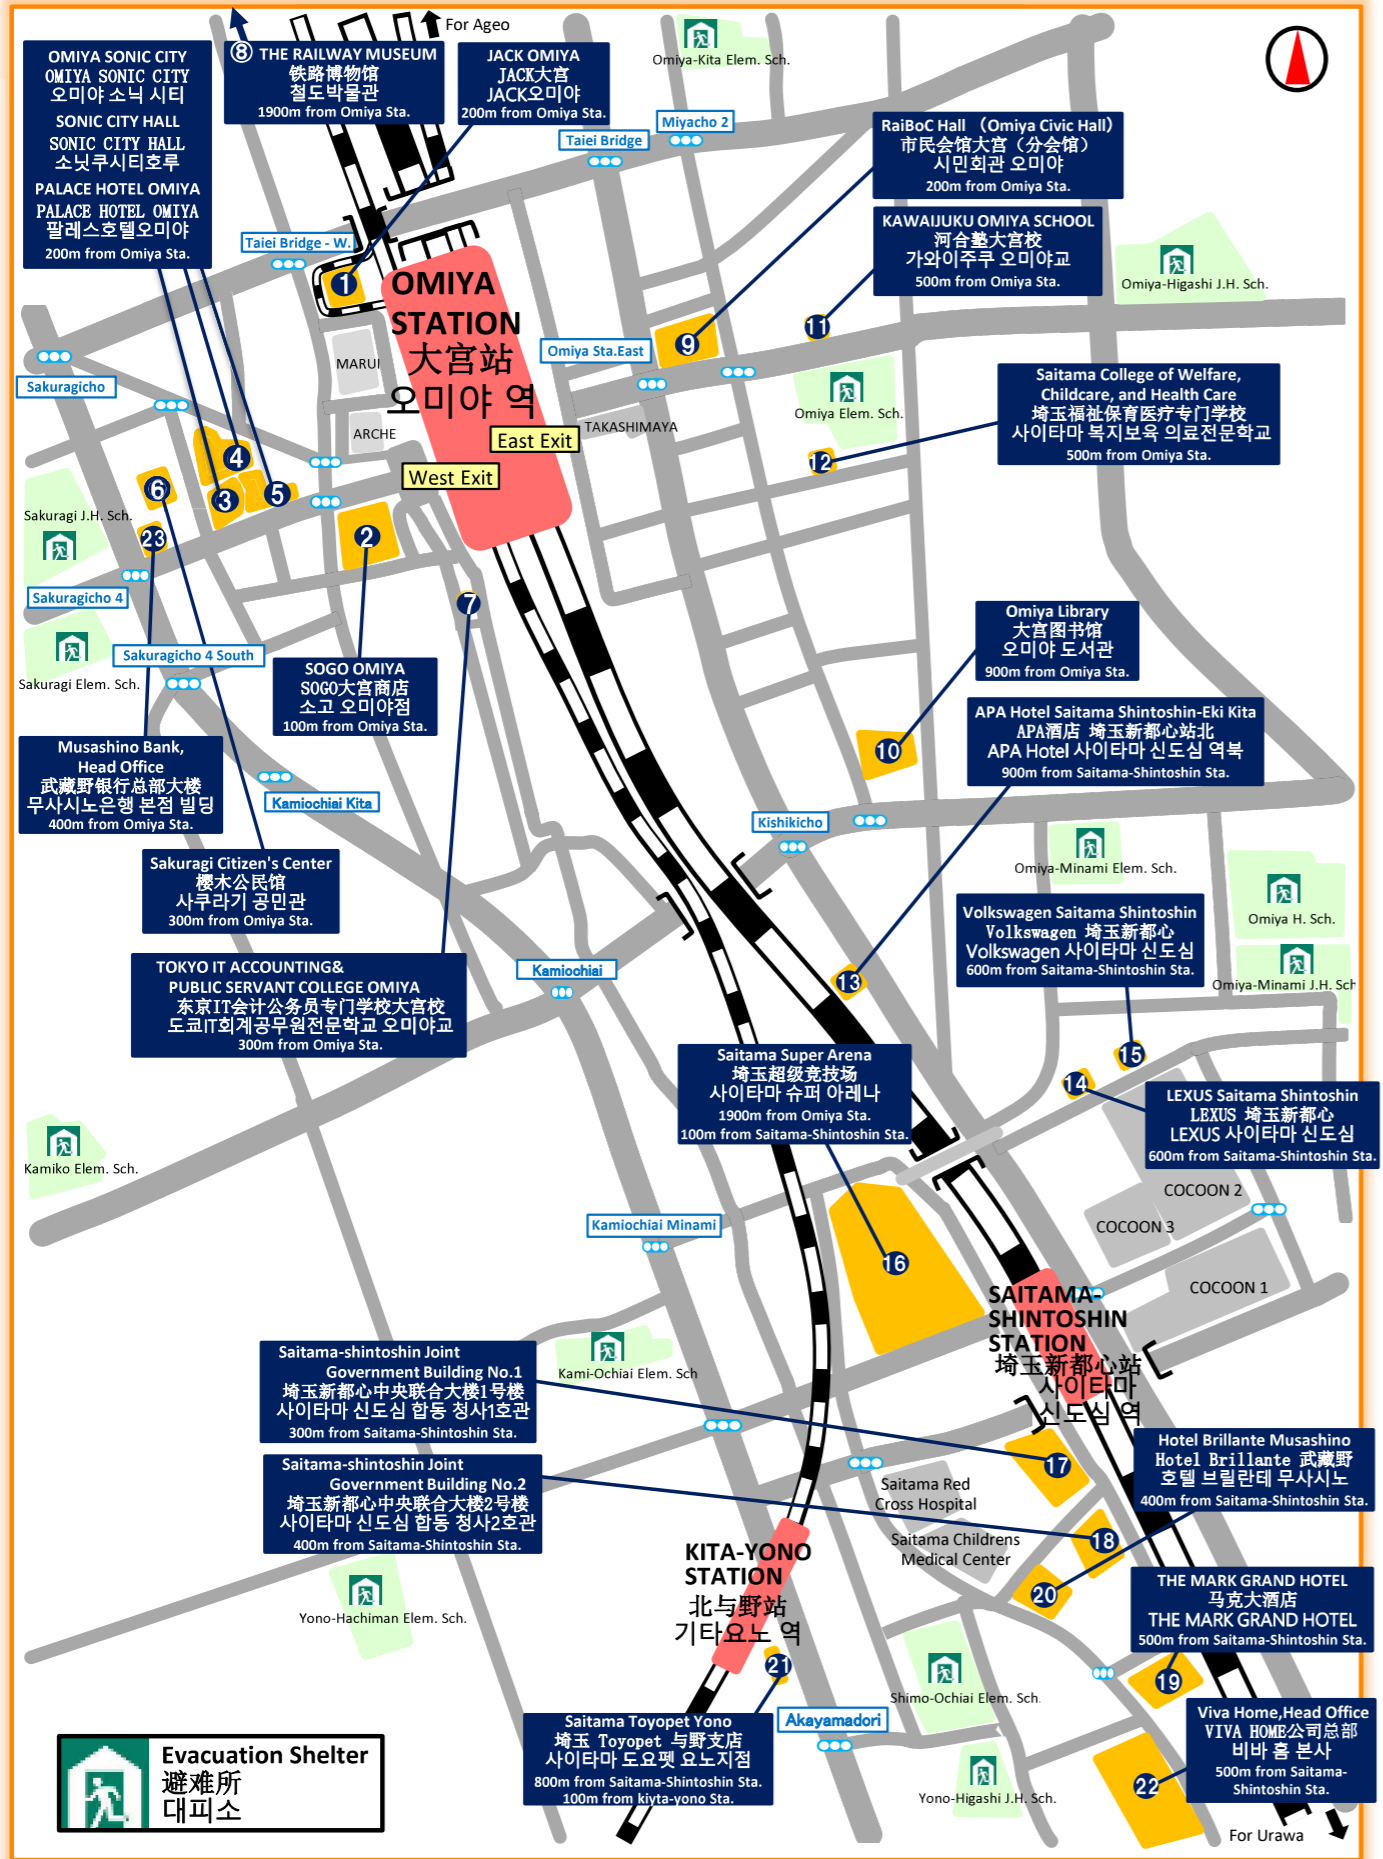 For Ageo
OMIYA SONIC CITY
OMIYA SONIC CITY
오미야 소닉 시티
SONIC CITY HALL
SONIC CITY HALL
소닛쿠시티호루
PALACE HOTEL OMIYA
PALACE HOTEL OMIYA
팔레스호텔오미야
200m from Omiya Sta.
⑧ THE RAILWAY MUSEUM
铁路博物馆
철도박물관
1900m from Omiya Sta.
JACK OMIYA
JACK大宫
JACK오미야
200m from Omiya Sta.
Omiya-Kita Elem. Sch.
Miyacho 2
Taiei Bridge
RaiBoC Hall （Omiya Civic Hall）
市民会馆大宫（分会馆）
시민회관 오미야
200m from Omiya Sta.
KAWAIJUKU OMIYA SCHOOL
河合塾大宫校
가와이주쿠 오미야교
500m from Omiya Sta.
Omiya-Higashi J.H. Sch.
Taiei Bridge - W.
1
OMIYA
STATION
大宫站
오미야 역
MARUI
ARCHE
East Exit
West Exit
Omiya Sta.East
9
11
TAKASHIMAYA
Omiya Elem. Sch.
12
Saitama College of Welfare,
Childcare, and Health Care
埼玉福祉保育医疗专门学校
사이타마 복지보육 의료전문학교
500m from Omiya Sta.
Sakuragicho
4
6
3
5
23
2
7
Sakuragi J.H. Sch.
Sakuragicho 4
Sakuragicho 4 South
Sakuragi Elem. Sch.
SOGO OMIYA
SOGO大宫商店
소고 오미야점
100m from Omiya Sta.
Omiya Library
大宫图书馆
오미야 도서관
900m from Omiya Sta.
10
APA Hotel Saitama Shintoshin-Eki Kita
APA酒店 埼玉新都心站北
APA Hotel 사이타마 신도심 역북
900m from Saitama-Shintoshin Sta.
Musashino Bank,
Head Office
武藏野银行总部大楼
무사시노은행 본점 빌딩
400m from Omiya Sta.
Kamiochiai Kita
Kishikicho
Sakuragi Citizen's Center
樱木公民馆
사쿠라기 공민관
300m from Omiya Sta.
Omiya-Minami Elem. Sch.
Omiya H. Sch.
Volkswagen Saitama Shintoshin
Volkswagen 埼玉新都心
Volkswagen 사이타마 신도심
600m from Saitama-Shintoshin Sta.
Omiya-Minami J.H. Sch
TOKYO IT ACCOUNTING&
PUBLIC SERVANT COLLEGE OMIYA
东京IT会计公务员专门学校大宫校
도쿄IT회계공무원전문학교 오미야교
300m from Omiya Sta.
Kamiochiai
13
Saitama Super Arena
埼玉超级竞技场
사이타마 슈퍼 아레나
1900m from Omiya Sta.
100m from Saitama-Shintoshin Sta.
15
14
LEXUS Saitama Shintoshin
LEXUS 埼玉新都心
LEXUS 사이타마 신도심
600m from Saitama-Shintoshin Sta.
Kamiko Elem. Sch.
Kamiochiai Minami
16
COCOON 2
COCOON 3
COCOON 1
SAITAMA-
SHINTOSHIN
STATION
埼玉新都心站
사이타마
신도심 역
Kami-Ochiai Elem. Sch
Saitama-shintoshin Joint
Government Building No.1
埼玉新都心中央联合大楼1号楼
사이타마 신도심 합동 청사1호관
300m from Saitama-Shintoshin Sta.
Saitama-shintoshin Joint
Government Building No.2
埼玉新都心中央联合大楼2号楼
사이타마 신도심 합동 청사2호관
400m from Saitama-Shintoshin Sta.
17
Saitama Red
Cross Hospital
Saitama Childrens
Medical Center
18
20
Hotel Brillante Musashino
Hotel Brillante 武藏野
호텔 브릴란테 무사시노
400m from Saitama-Shintoshin Sta.
KITA-YONO
STATION
北与野站
기타요노 역
21
Yono-Hachiman Elem. Sch.
THE MARK GRAND HOTEL
马克大酒店
THE MARK GRAND HOTEL
500m from Saitama-Shintoshin Sta.
19
Shimo-Ochiai Elem. Sch.
Akayamadori
Saitama Toyopet Yono
埼玉 Toyopet 与野支店
사이타마 도요펫 요노지점
800m from Saitama-Shintoshin Sta.
100m from kiyta-yono Sta.
Viva Home,Head Office
VIVA HOME公司总部
비바 홈 본사
500m from Saitama-
Shintoshin Sta.
22
Yono-Higashi J.H. Sch.
For Urawa
Evacuation Shelter
避难所
대피소